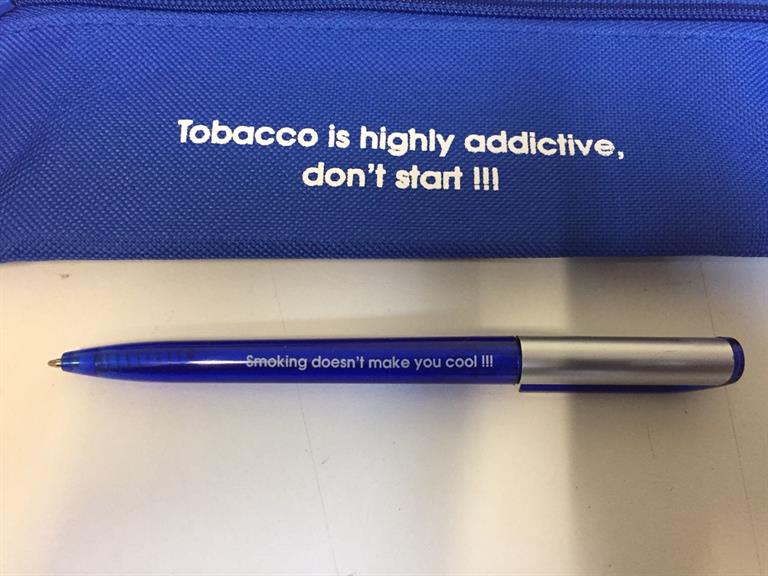 Tobacco is highly addictive,
don't start !!!
Smoking doesn't make you cool !!!